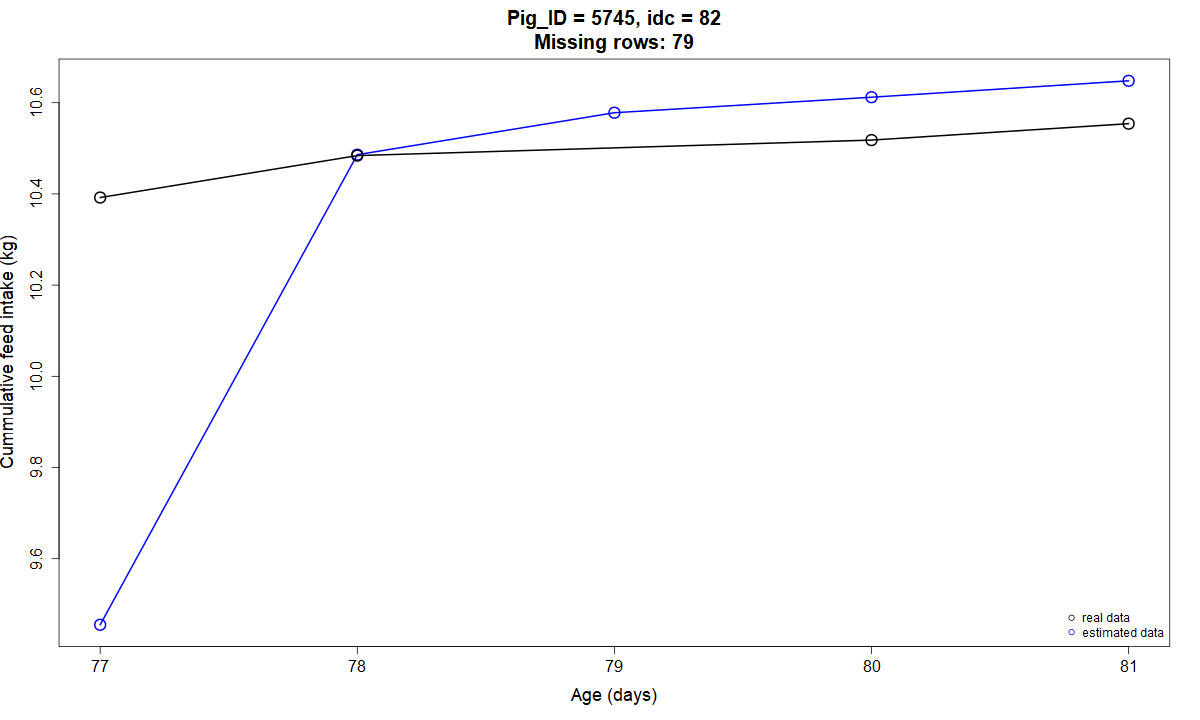 Pig_ID = 5745, idc = 82
Missing rows: 79
Cummulative feed intake (kg)
10.6
10.4
10.2
10.0
9.8
9.6
77 78 79 80 81
Age (days)
real data
estimated data